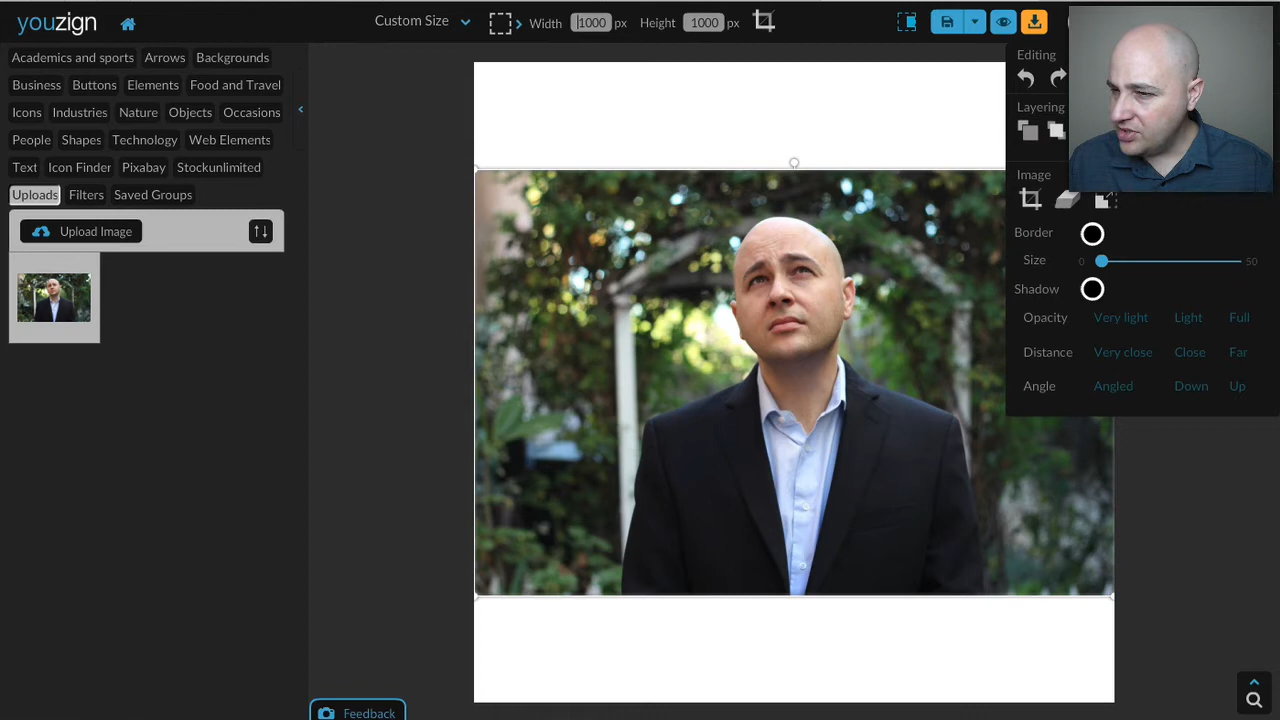 youzign
Custom Size
Width 1000 px Height 1000 px
Academics and sports Arrows Backgrounds
Business Buttons Elements Food and Travel
Icons Industries Nature Objects Occasions
People Shapes Technology Web Elements
Text Icon Finder Pixabay Stockunlimited
Uploads Filters Saved Groups
Upload Image
Editing
Layering
Image
Border
Size 0 50
Shadow
Opacity Very light Light Full
Distance Very close Close Far
Angle Angled Down Up
Feedback